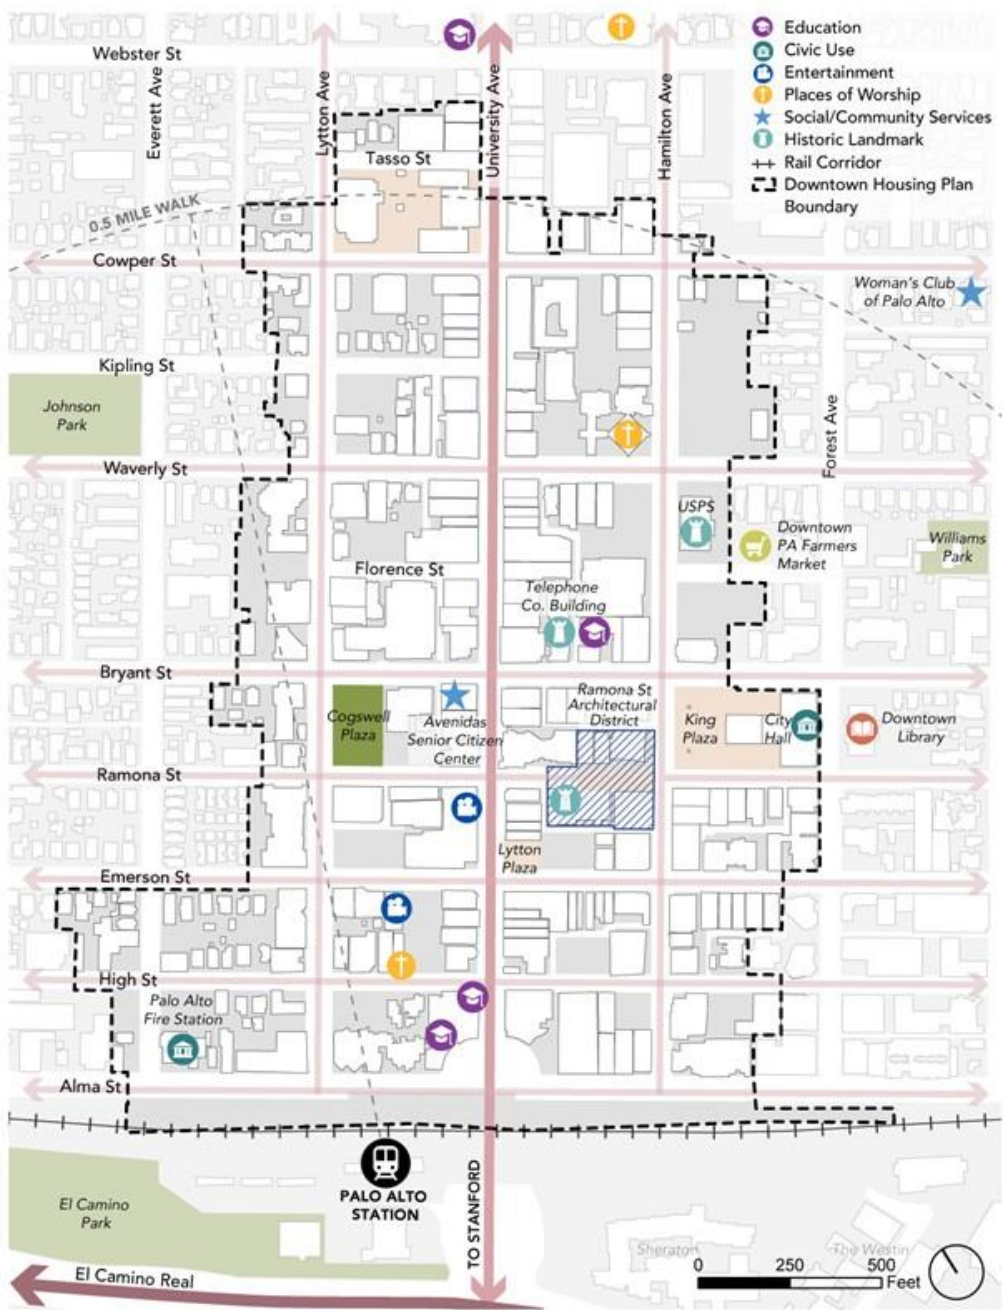 Education
Civic Use
Entertainment
Places of Worship
Social/Community Services
Historic Landmark
Rail Corridor
Downtown Housing Plan
Boundary
Webster St
Everett Ave
Lytton Ave
University Ave
Hamilton Ave
Tasso St
0.5 MILE WALK
Cowper St
Woman's Club
of Palo Alto
Kipling St
Johnson
Park
Forest Ave
Waverly St
USPS
Downtown
PA Farmers
Market
Williams
Park
Florence St
Telephone
Co. Building
Bryant St
Cogswell
Plaza
Avenidas
Senior Citizen
Center
Ramona St
Architectural
District
King
Plaza
City
Hall
Downtown
Library
Ramona St
Lytton
Plaza
Emerson St
High St
Palo Alto
Fire Station
Alma St
PALO ALTO
STATION
TO STANFORD
El Camino
Park
Sheraton
The Westin
El Camino Real
0 250 500
Feet